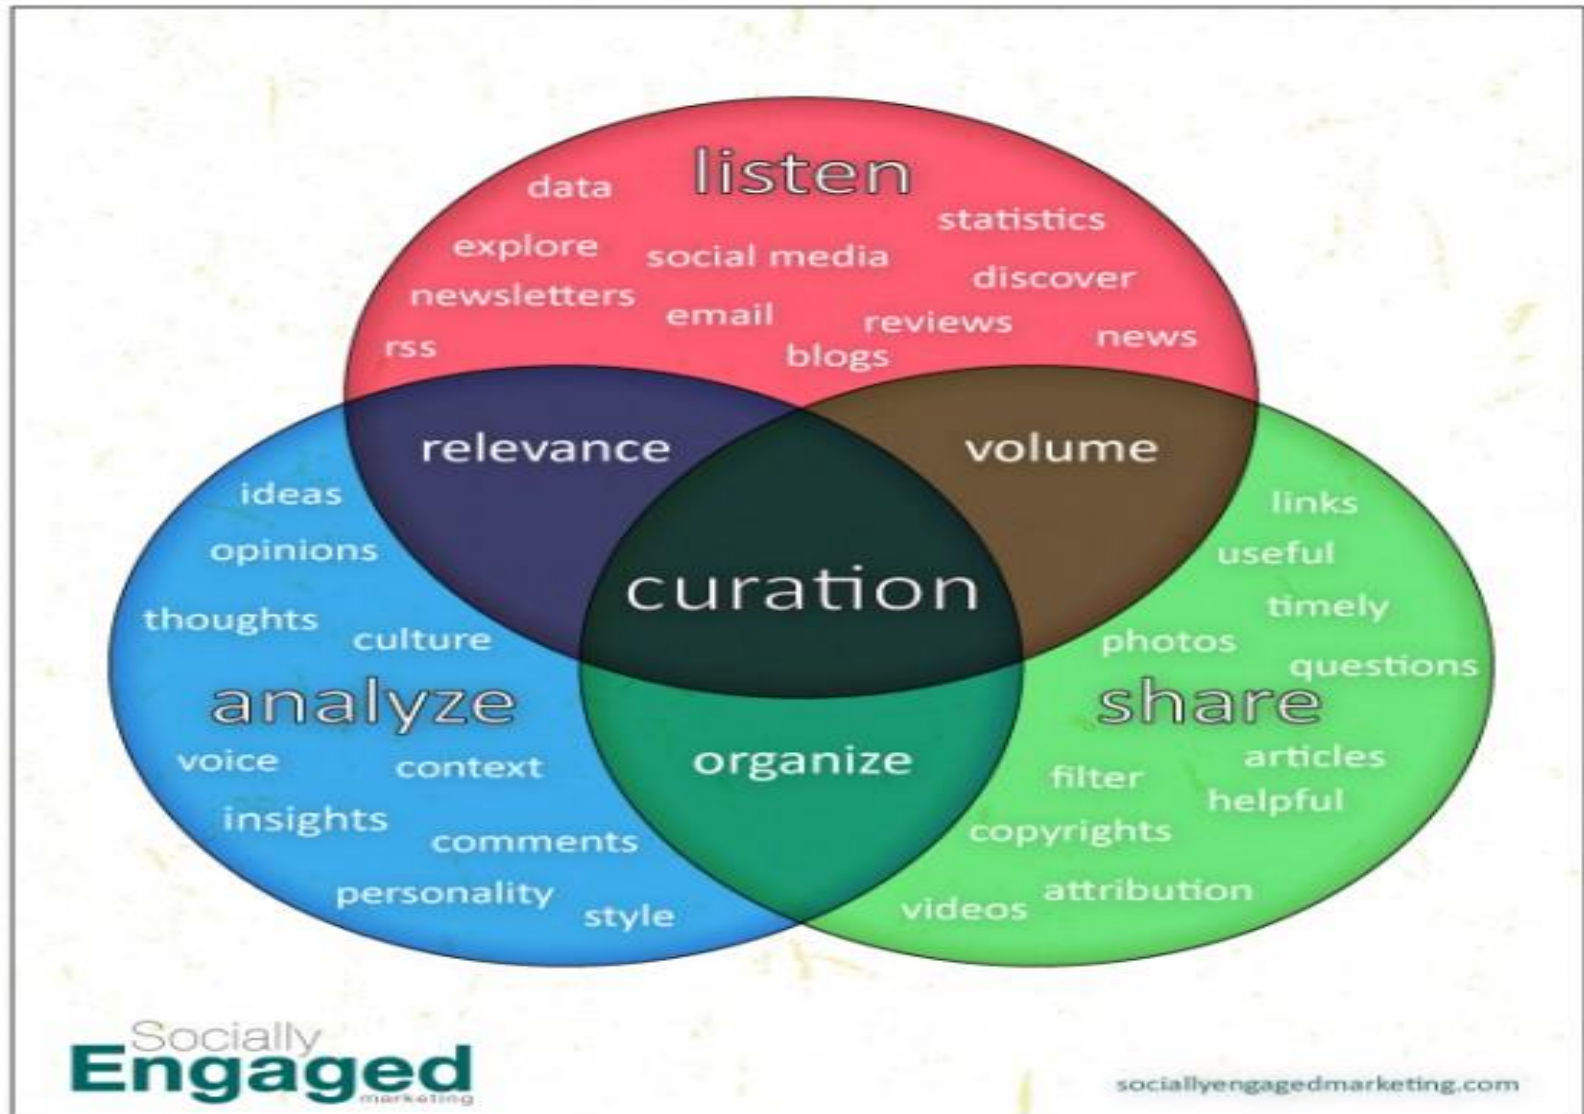 listen
data
statistics
explore
social media
discover
newsletters
email
reviews
news
rss
blogs
relevance
volume
curation
organize
ideas
opinions
thoughts
culture
analyze
voice
context
insights
comments
personality
style
links
useful
timely
photos
questions
share
articles
filter
helpful
copyrights
attribution
videos
Socially
Engaged
marketing
sociallyengagedmarketing.com